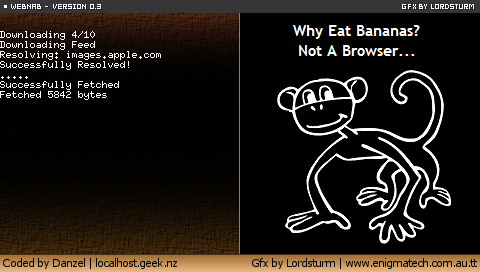 ● WEBNAB - VERSION 0.3
GFX BY LORDSTURM
Downloading 4/10
Downloading Feed
Resolving: images.apple.com
Successfully Resolved!
.....
Successfully Fetched
Fetched 5842 bytes
Why Eat Bananas?
Not A Browser...
Coded by Danzel | localhost.geek.nz
Gfx by Lordsturm | www.enigmatech.com.au.tt